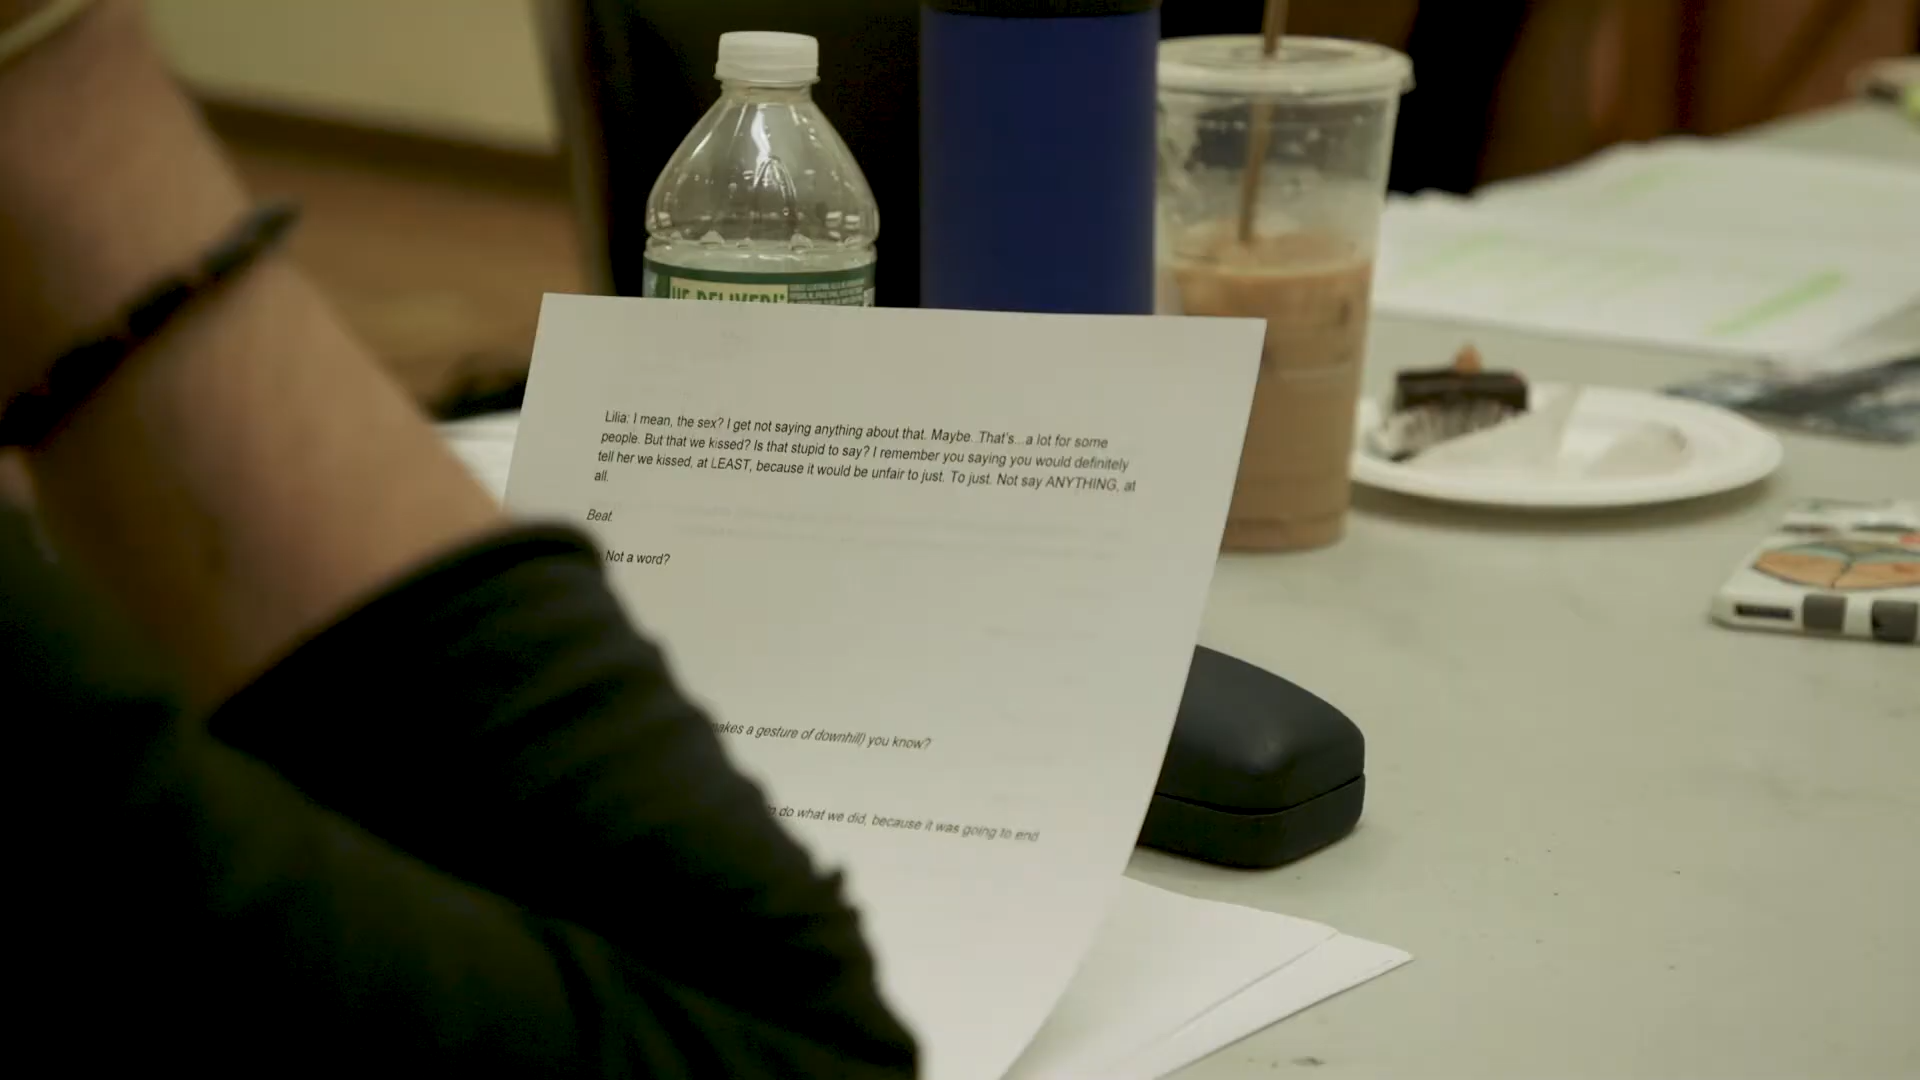 WE DELIVER!
Lilia: I mean, the sex? I get not saying anything about that. Maybe. That's...a lot for some
people. But that we kissed? Is that stupid to say? I remember you saying you would definitely
tell her we kissed, at LEAST, because it would be unfair to just. To just. Not say ANYTHING, at
all.
Beat.
Not a word?
makes a gesture of downhill) you know?
do what we did, because it was going to end